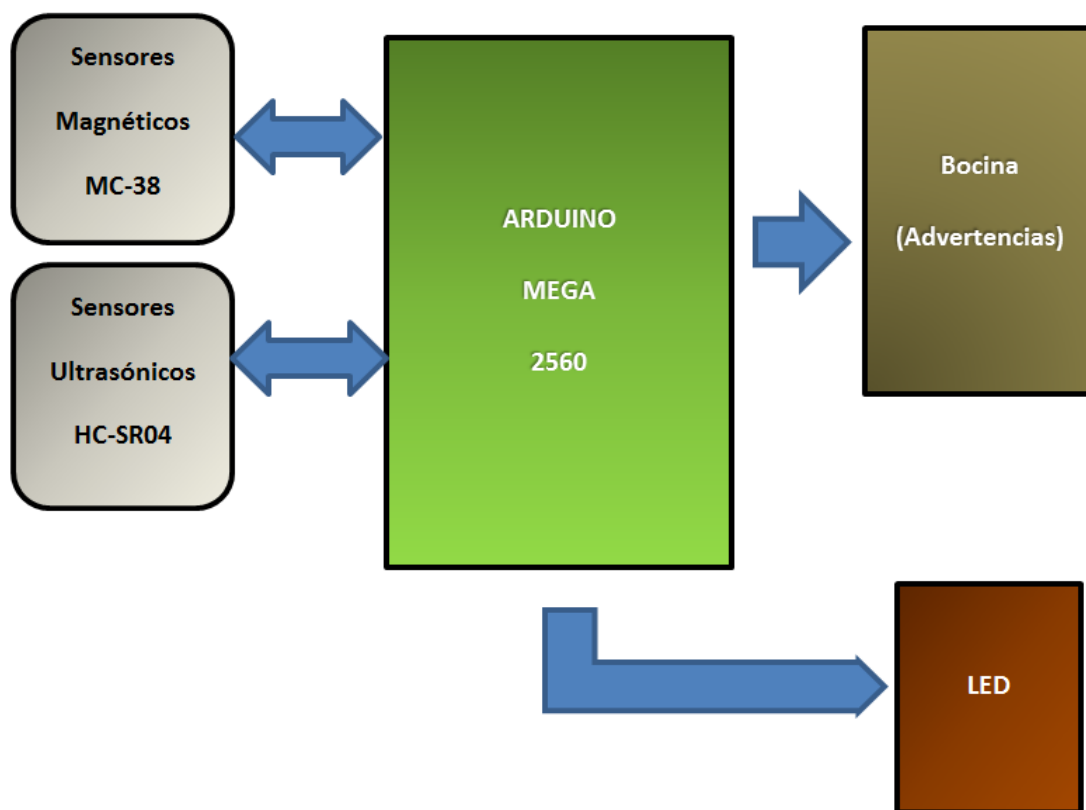 Sensores
Magnéticos
MC-38
Sensores
Ultrasónicos
HC-SR04
ARDUINO
MEGA
2560
Bocina
(Advertencias)
LED